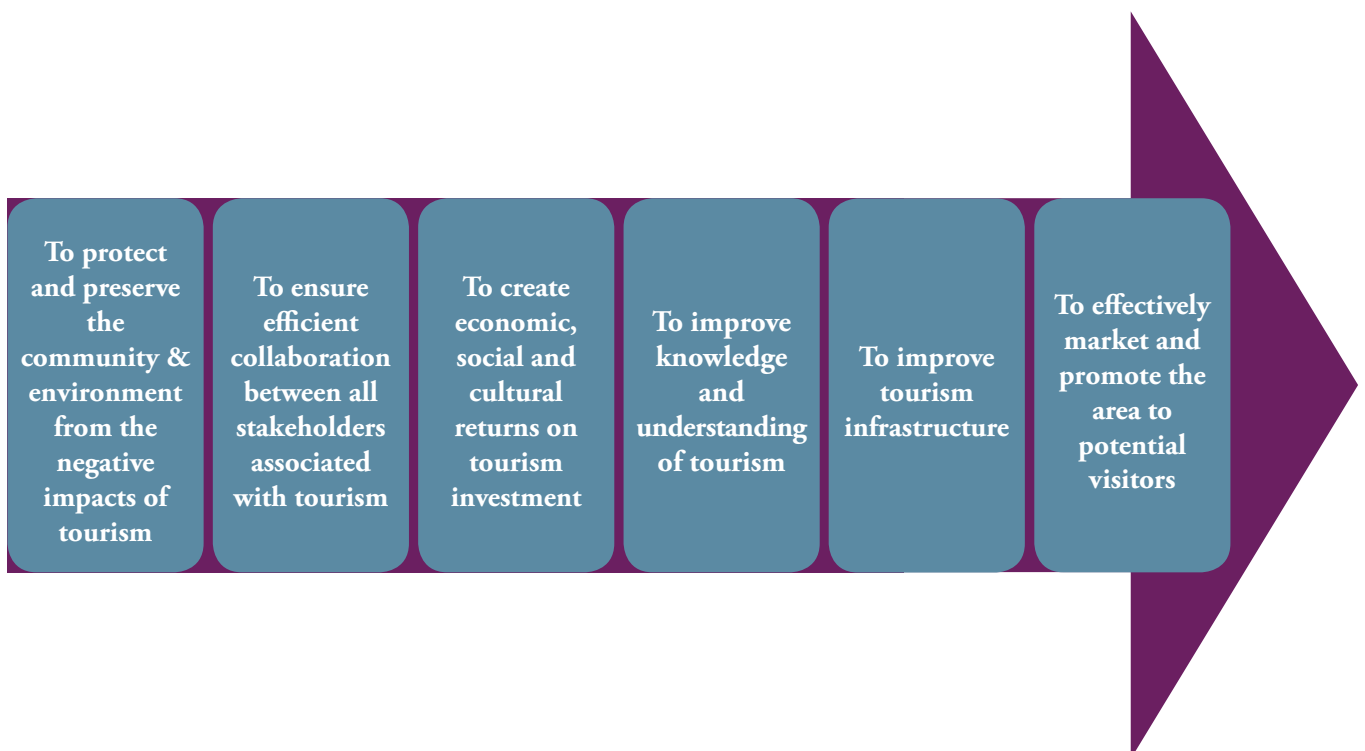 To protect
and preserve
the
community &
environment
from the
negative
impacts of
tourism
To ensure
efficient
collaboration
between all
stakeholders
associated
with tourism
To create
economic,
social and
cultural
returns on
tourism
investment
To improve
knowledge
and
understanding
of tourism
To improve
tourism
infrastructure
To effectively
market and
promote the
area to
potential
visitors